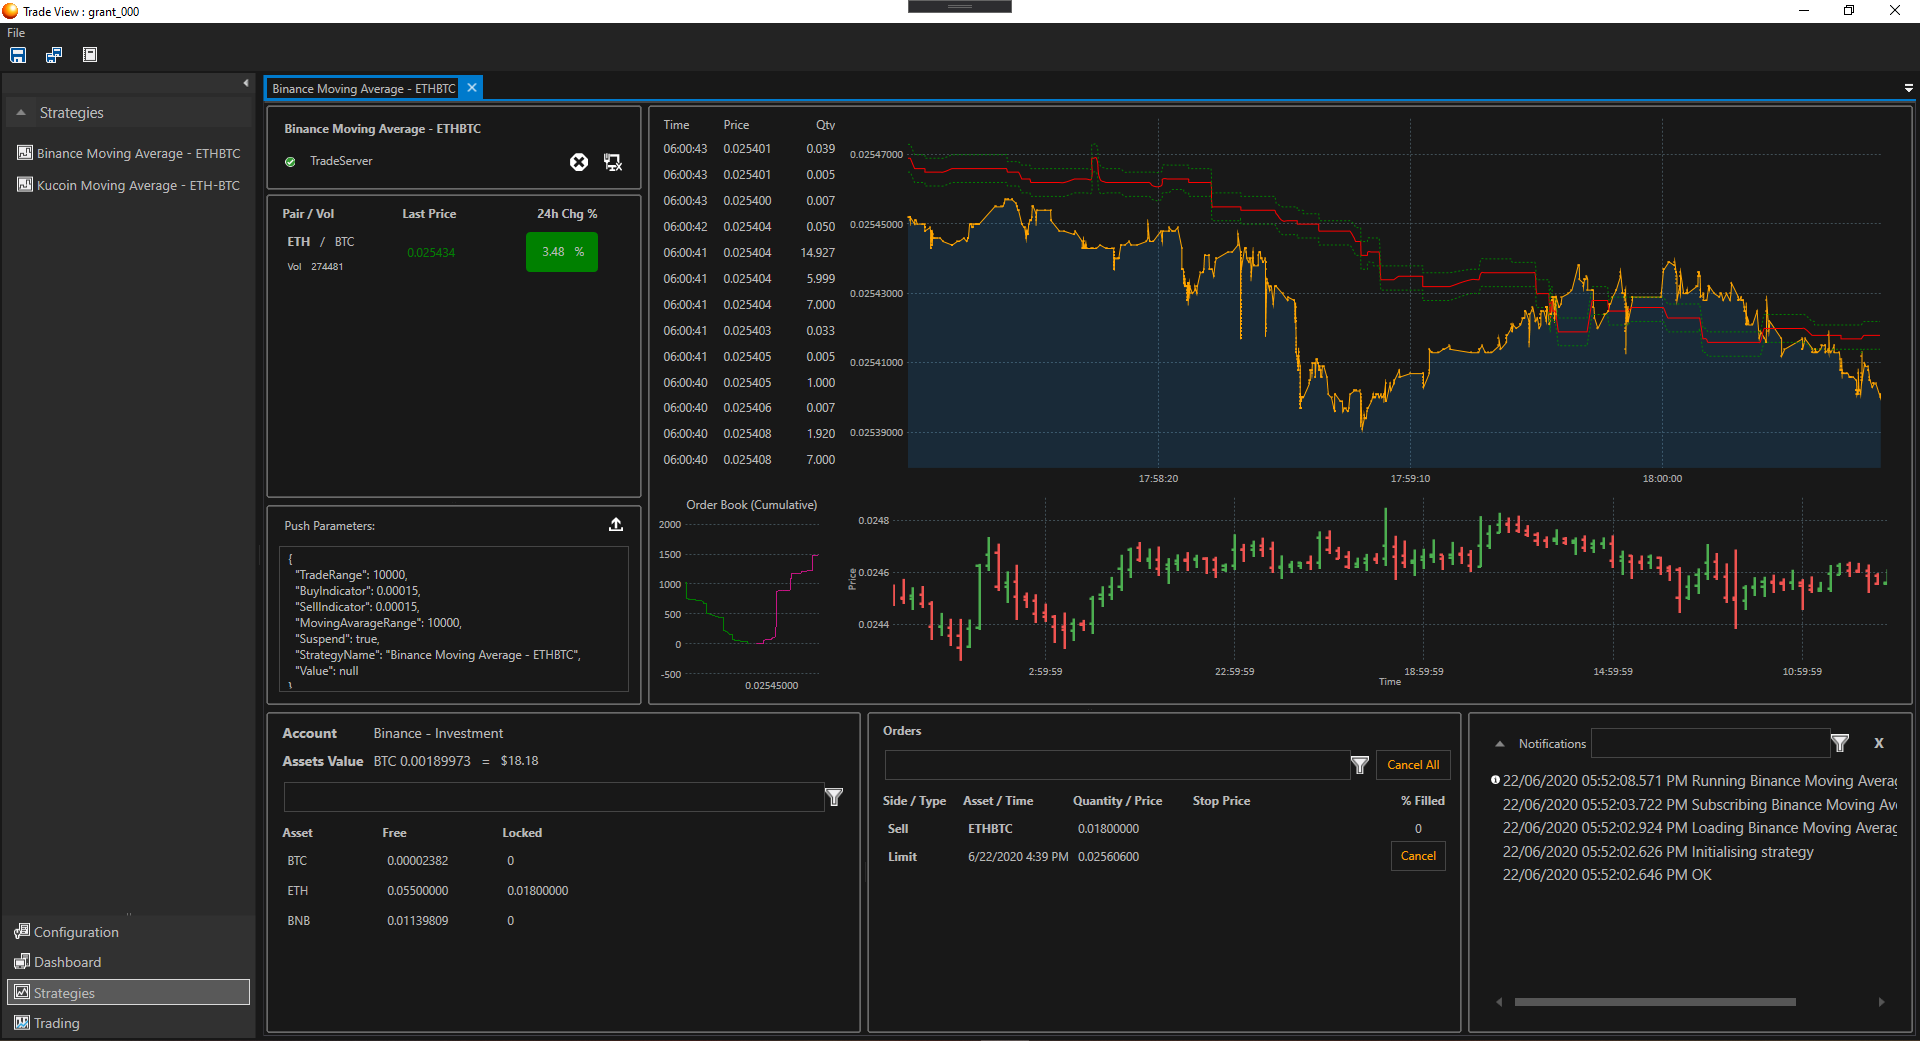 Trade View : grant_000
File
Strategies
Binance Moving Average - ETHBTC
Kucoin Moving Average - ETH-BTC
Configuration
Dashboard
Strategies
Trading
Binance Moving Average - ETHBTC
Binance Moving Average - ETHBTC
TradeServer
Pair / Vol Last Price 24h Chg %
ETH / BTC 0.025434 3.48 %
Vol 274481
Push Parameters:
{
"TradeRange": 10000,
"BuyIndicator": 0.00015,
"SellIndicator": 0.00015,
"MovingAvarageRange": 10000,
"Suspend": true,
"StrategyName": "Binance Moving Average - ETHBTC",
"Value": null
}
Time Price Qty
06:00:43 0.025401 0.039
06:00:43 0.025401 0.005
06:00:43 0.025400 0.007
06:00:42 0.025404 0.050
06:00:41 0.025404 14.927
06:00:41 0.025404 5.999
06:00:41 0.025404 7.000
06:00:41 0.025403 0.033
06:00:41 0.025405 0.005
06:00:40 0.025405 1.000
06:00:40 0.025406 0.007
06:00:40 0.025408 1.920
06:00:40 0.025408 7.000
0.02547000
0.02545000
0.02543000
0.02541000
0.02539000
17:58:20 17:59:10 18:00:00
Order Book (Cumulative)
2000
1500
1000
500
0
-500
0.02545000
Price
0.0248
0.0246
0.0244
2:59:59 22:59:59 18:59:59 14:59:59 10:59:59
Time
Account Binance - Investment
Assets Value BTC 0.00189973 = $18.18
Asset Free Locked
BTC 0.00002382 0
ETH 0.05500000 0.01800000
BNB 0.01139809 0
Orders
Cancel All
Side / Type Asset / Time Quantity / Price Stop Price % Filled
Sell ETHBTC 0.01800000 0
Limit 6/22/2020 4:39 PM 0.02560600 Cancel
Notifications X
22/06/2020 05:52:08.571 PM Running Binance Moving Averag
22/06/2020 05:52:03.722 PM Subscribing Binance Moving Av
22/06/2020 05:52:02.924 PM Loading Binance Moving Averag
22/06/2020 05:52:02.626 PM Initialising strategy
22/06/2020 05:52:02.646 PM OK